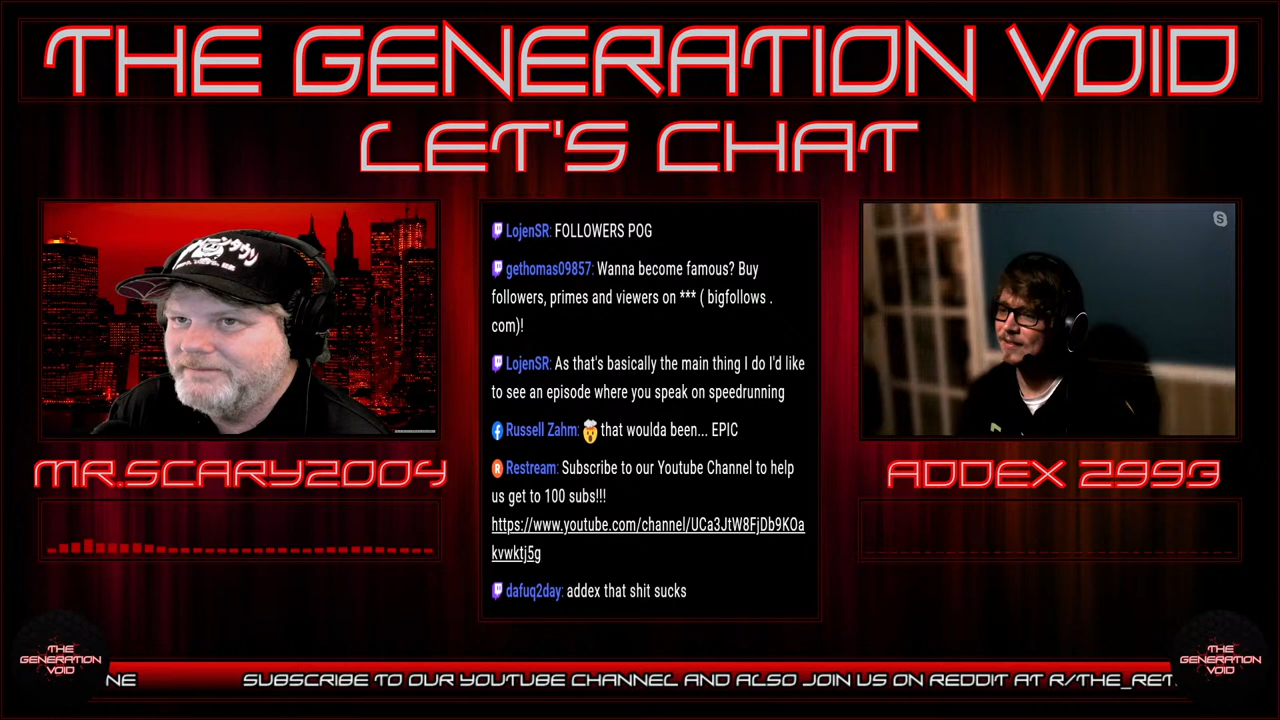 THE GENERATION VOID
LET'S CHAT
LojenSR: FOLLOWERS POG
gethomas09857: Wanna become famous? Buy
followers, primes and viewers on *** ( bigfollows .
com)!
LojenSR: As that's basically the main thing I do I'd like
to see an episode where you speak on speedrunning
Russell Zahm: 🤯 that woulda been... EPIC
Restream: Subscribe to our Youtube Channel to help
us get to 100 subs!!!
https://www.youtube.com/channel/UCa3JtW8FjDb9KOa
kvwktj5g
dafuq2day: addex that shit sucks
MR.SCARY2004
ADDEX 2993
THE
GENERATION
VOID
NE SUBSCRIBE TO OUR YOUTUBE CHANNEL AND ALSO JOIN US ON REDDIT AT R/THE_RET
THE
GENERATION
VOID